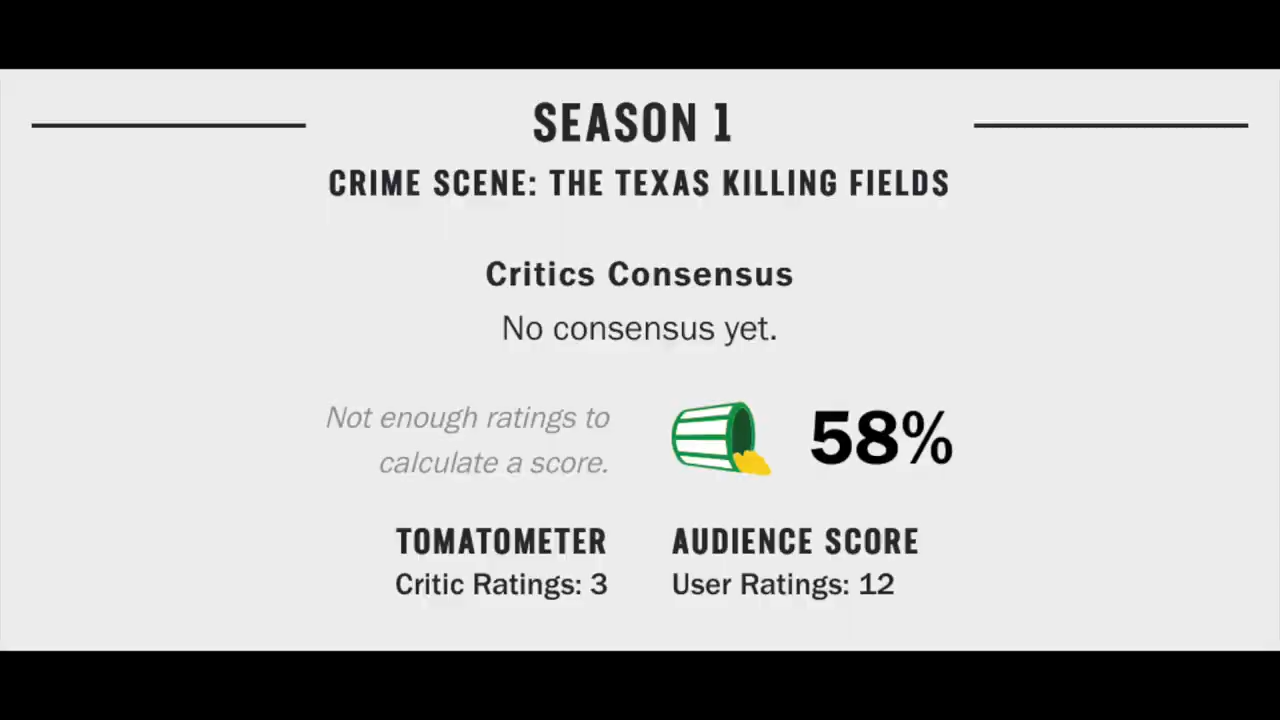 SEASON 1
CRIME SCENE: THE TEXAS KILLING FIELDS
Critics Consensus
No consensus yet.
Not enough ratings to
calculate a score.
58%
TOMATOMETER
Critic Ratings: 3
AUDIENCE SCORE
User Ratings: 12